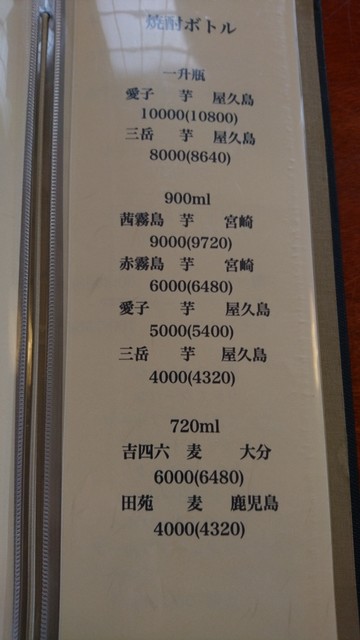 焼酎ボトル
一升瓶
愛子 芋 屋久島
10000(10800)
三岳 芋 屋久島
8000(8640)
900ml
茜霧島 芋 宮崎
9000(9720)
赤霧島 芋 宮崎
6000(6480)
愛子 芋 屋久島
5000(5400)
三岳 芋 屋久島
4000(4320)
720ml
吉四六 麦 大分
6000(6480)
田苑 麦 鹿児島
4000(4320)